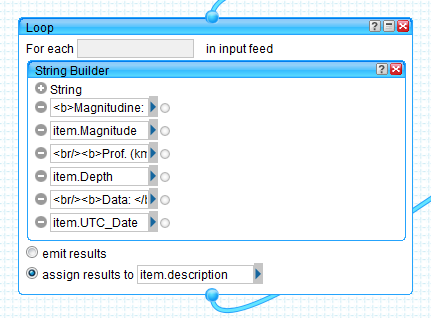 Loop
For each in input feed
String Builder
String
<b>Magnitudine:
item.Magnitude
<br/><b>Prof. (km
item.Depth
<br/><b>Data: </b
item.UTC_Date
emit results
assign results to item.description